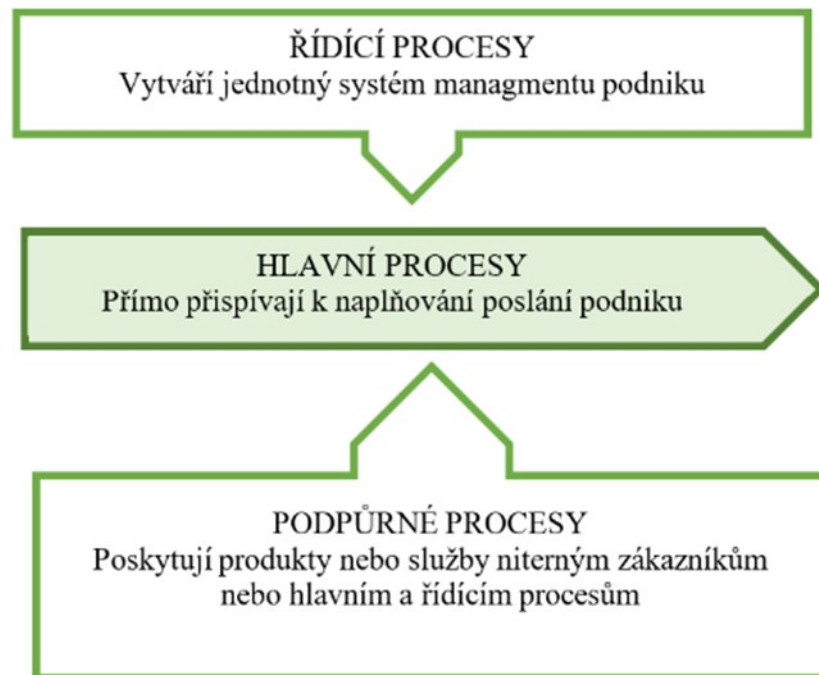 ŘÍDÍCÍ PROCESY
Vytváří jednotný systém managmentu podniku
HLAVNÍ PROCESY
Přímo přispívají k naplňování poslání podniku
PODPŮRNÉ PROCESY
Poskytují produkty nebo služby niterným zákazníkům
nebo hlavním a řídícím procesům